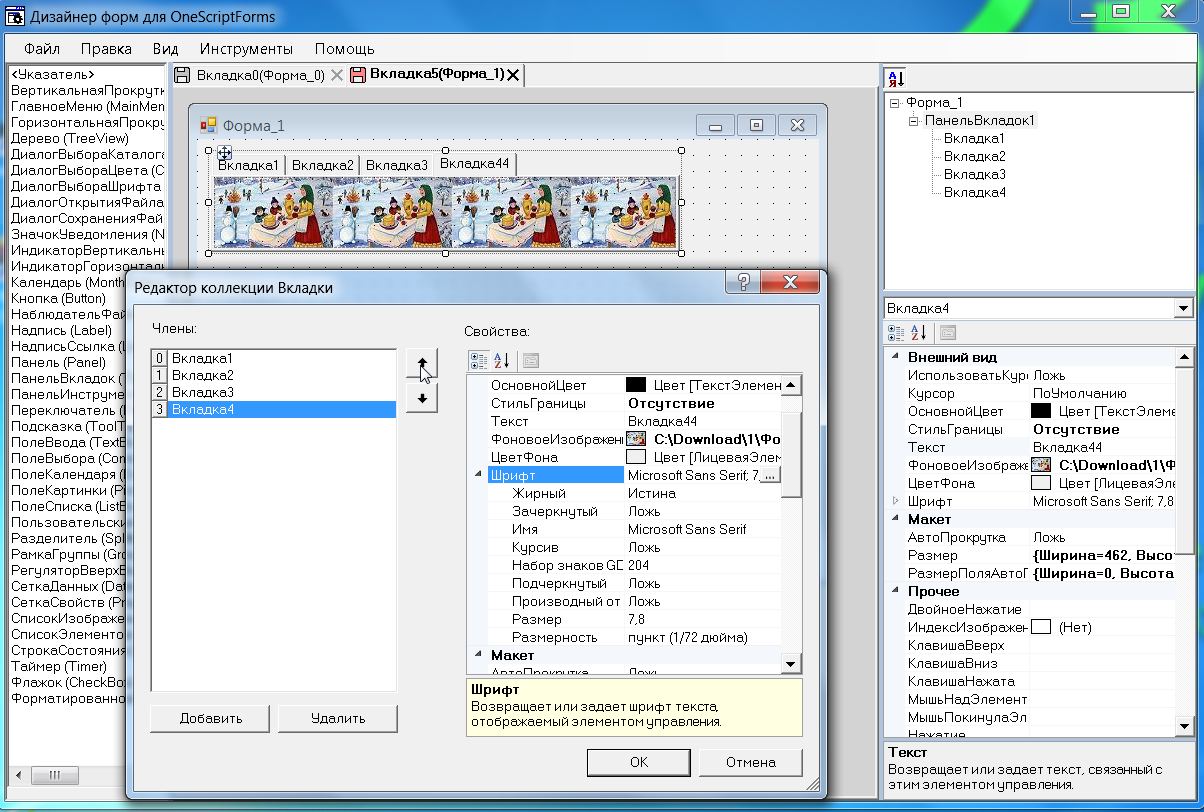 Дизайнер форм для OneScriptForms
Файл Правка Вид Инструменты Помощь
<Указатель>
ВертикальнаяПрокрутк
ГлавноеМеню (MainMen
ГоризонтальнаяПрокру
Дерево (TreeView)
ДиалогВыбораКаталога
ДиалогВыбораЦвета (C
ДиалогВыбораШрифта
ДиалогОткрытияФайла
ДиалогСохраненияФай
ЗначокУведомления (N
ИндикаторВертикальн
ИндикаторГоризонталь
Календарь (Month
Кнопка (Button)
НаблюдательФай
Надпись (Label)
НадписьСсылка (L
Панель (Panel)
ПанельВкладок (T
ПанельИнструме
Переключатель (
Подсказка (ToolT
ПолеВвода (TextB
ПолеВыбора (Com
ПолеКалендаря (
ПолеКартинки (Pi
ПолеСписка (ListB
Пользовательски
Разделитель (Spl
РамкаГруппы (Gro
РегуляторВверхВ
СеткаДанных (Dat
СеткаСвойств (Pr
СписокИзображе
СписокЭлементо
СтрокаСостояния
Таймер (Timer)
Флажок (CheckBox
Форматированно
Вкладка0(Форма_0) Вкладка5(Форма_1)
Форма_1
Вкладка1 Вкладка2 Вкладка3 Вкладка44
Редактор коллекции Вкладки
Члены:
0 Вкладка1
1 Вкладка2
2 Вкладка3
3 Вкладка4
Добавить Удалить
Свойства:
ОсновнойЦвет Цвет [ТекстЭлемен
СтильГраницы Отсутствие
Текст Вкладка44
ФоновоеИзображен C:\Download\1\Фо
ЦветФона Цвет [ЛицеваяЭлем
Шрифт Microsoft Sans Serif; 7, ...
Жирный Истина
Зачеркнутый Ложь
Имя Microsoft Sans Serif
Курсив Ложь
Набор знаков GD 204
Подчеркнутый Ложь
Производный от Ложь
Размер 7,8
Размерность пункт (1/72 дюйма)
Макет
АвтоПрокрутка Ложь
Шрифт
Возвращает или задает шрифт текста,
отображаемый элементом управления.
OK Отмена
Форма_1
ПанельВкладок1
Вкладка1
Вкладка2
Вкладка3
Вкладка4
Вкладка4
Внешний вид
ИспользоватьКурс Ложь
Курсор ПоУмолчанию
ОсновнойЦвет Цвет [ТекстЭлеме
СтильГраницы Отсутствие
Текст Вкладка44
ФоновоеИзображе C:\Download\1\Ф
ЦветФона Цвет [ЛицеваяЭле
Шрифт Microsoft Sans Serif; 7,8
Макет
АвтоПрокрутка Ложь
Размер {Ширина=462, Высо
РазмерПоляАвтоП {Ширина=0, Высота
Прочее
ДвойноеНажатие
ИндексИзображен (Нет)
КлавишаВверх
КлавишаВниз
КлавишаНажата
МышьНадЭлемент
МышьПокинулаЭл
Нажатие
Текст
Возвращает или задает текст, связанный с
этим элементом управления.